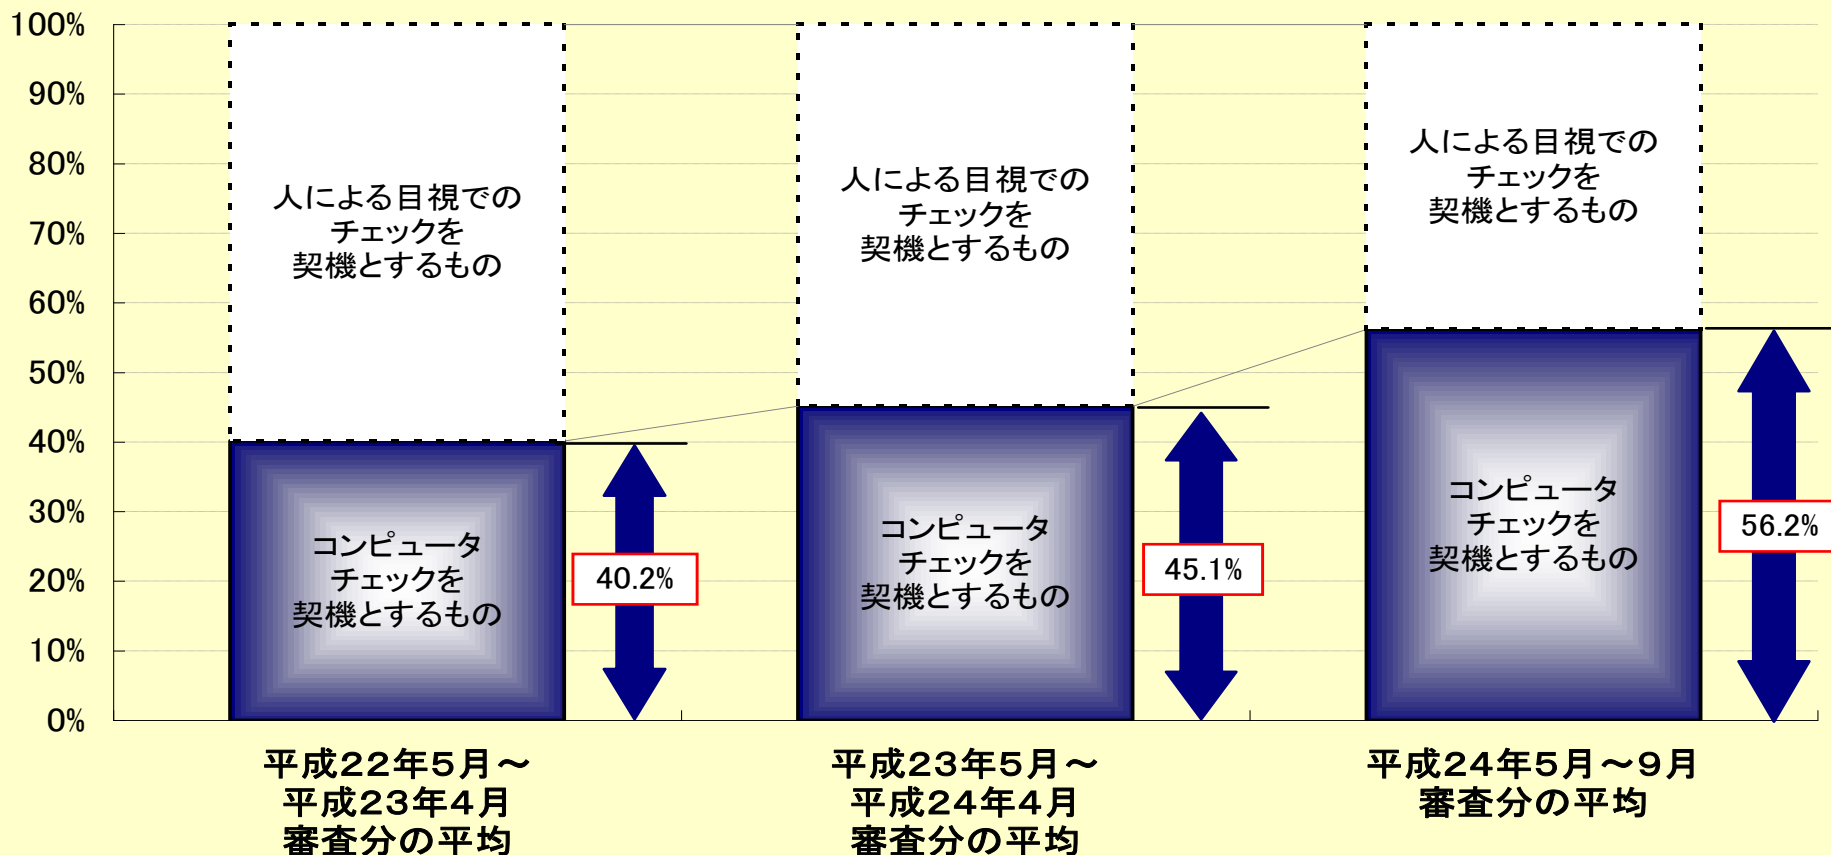 100%
90%
80%
70%
60%
50%
40%
30%
20%
10%
0%
人による目視での
チェックを
契機とするもの
コンピュータ
チェックを
契機とするもの
40.2%
人による目視での
チェックを
契機とするもの
コンピュータ
チェックを
契機とするもの
45.1%
人による目視での
チェックを
契機とするもの
コンピュータ
チェックを
契機とするもの
56.2%
平成22年5月～
平成23年4月
審査分の平均
平成23年5月～
平成24年4月
審査分の平均
平成24年5月～9月
審査分の平均